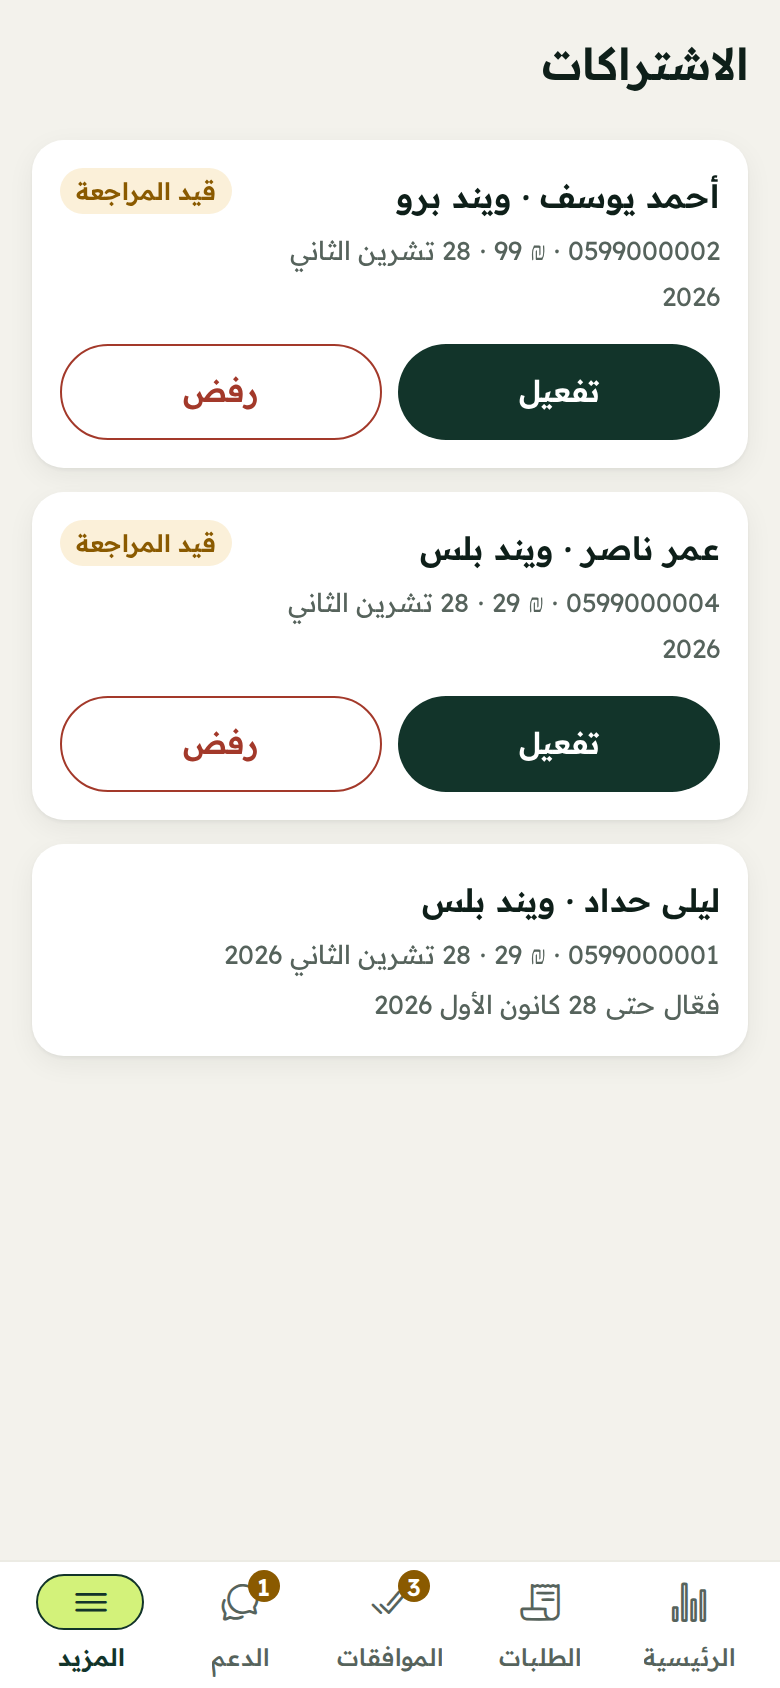 الاشتراكات
أحمد يوسف · ويند برو
قيد المراجعة
0599000002 · ₪ 99 · 28 تشرين الثاني
2026
تفعيل
رفض
عمر ناصر · ويند بلس
قيد المراجعة
0599000004 · ₪ 29 · 28 تشرين الثاني
2026
تفعيل
رفض
ليلى حداد · ويند بلس
0599000001 · ₪ 29 · 28 تشرين الثاني 2026
فعّال حتى 28 كانون الأول 2026
3
1
الرئيسية
الطلبات
الموافقات
الدعم
المزيد